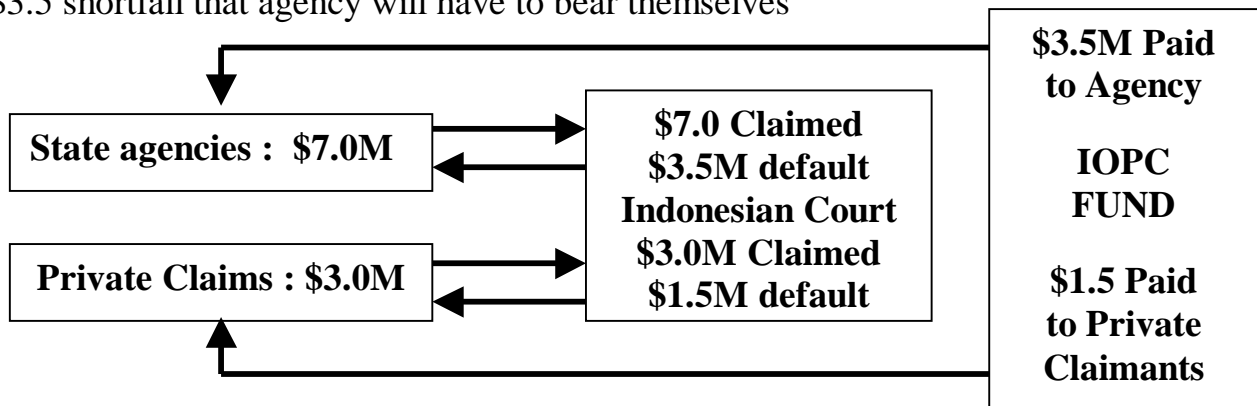 $3.5 shortfall that agency will have to bear themselves
State agencies : $7.0M
Private Claims : $3.0M
$7.0 Claimed
$3.5M default
Indonesian Court
$3.0M Claimed
$1.5M default
$3.5M Paid
to Agency
IOPC
FUND
$1.5 Paid
to Private
Claimants